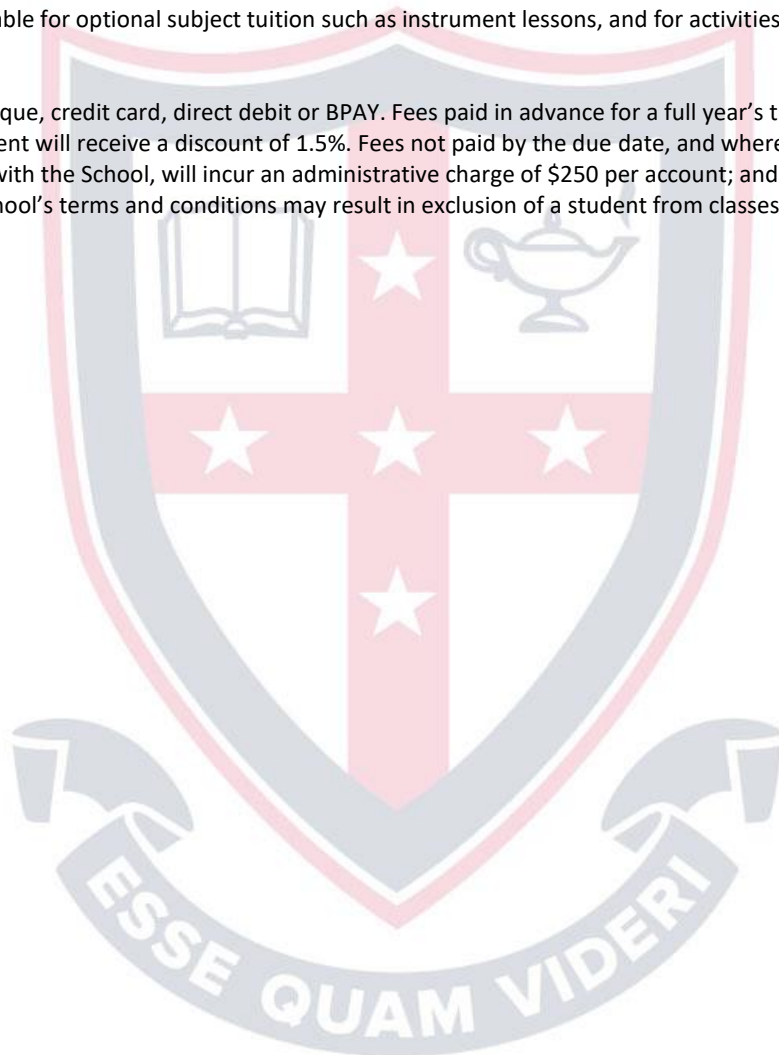 able for optional subject tuition such as instrument lessons, and for activities
que, credit card, direct debit or BPAY. Fees paid in advance for a full year’s t
ent will receive a discount of 1.5%. Fees not paid by the due date, and where
with the School, will incur an administrative charge of $250 per account; and
hool’s terms and conditions may result in exclusion of a student from classes
ESSE QUAM VIDERI